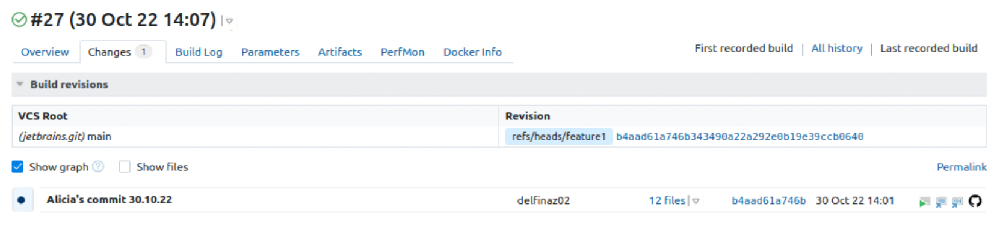 #27 (30 Oct 22 14:07)
Overview Changes 1 Build Log Parameters Artifacts PerfMon Docker Info First recorded build | All history | Last recorded build
Build revisions
VCS Root Revision
(jetbrains.git) main refs/heads/feature1 b4aad61a746b343490a22a292e0b19e39ccb0640
Show graph ? Show files Permalink
Alicia's commit 30.10.22 delfinaz02 12 files b4aad61a746b 30 Oct 22 14:01